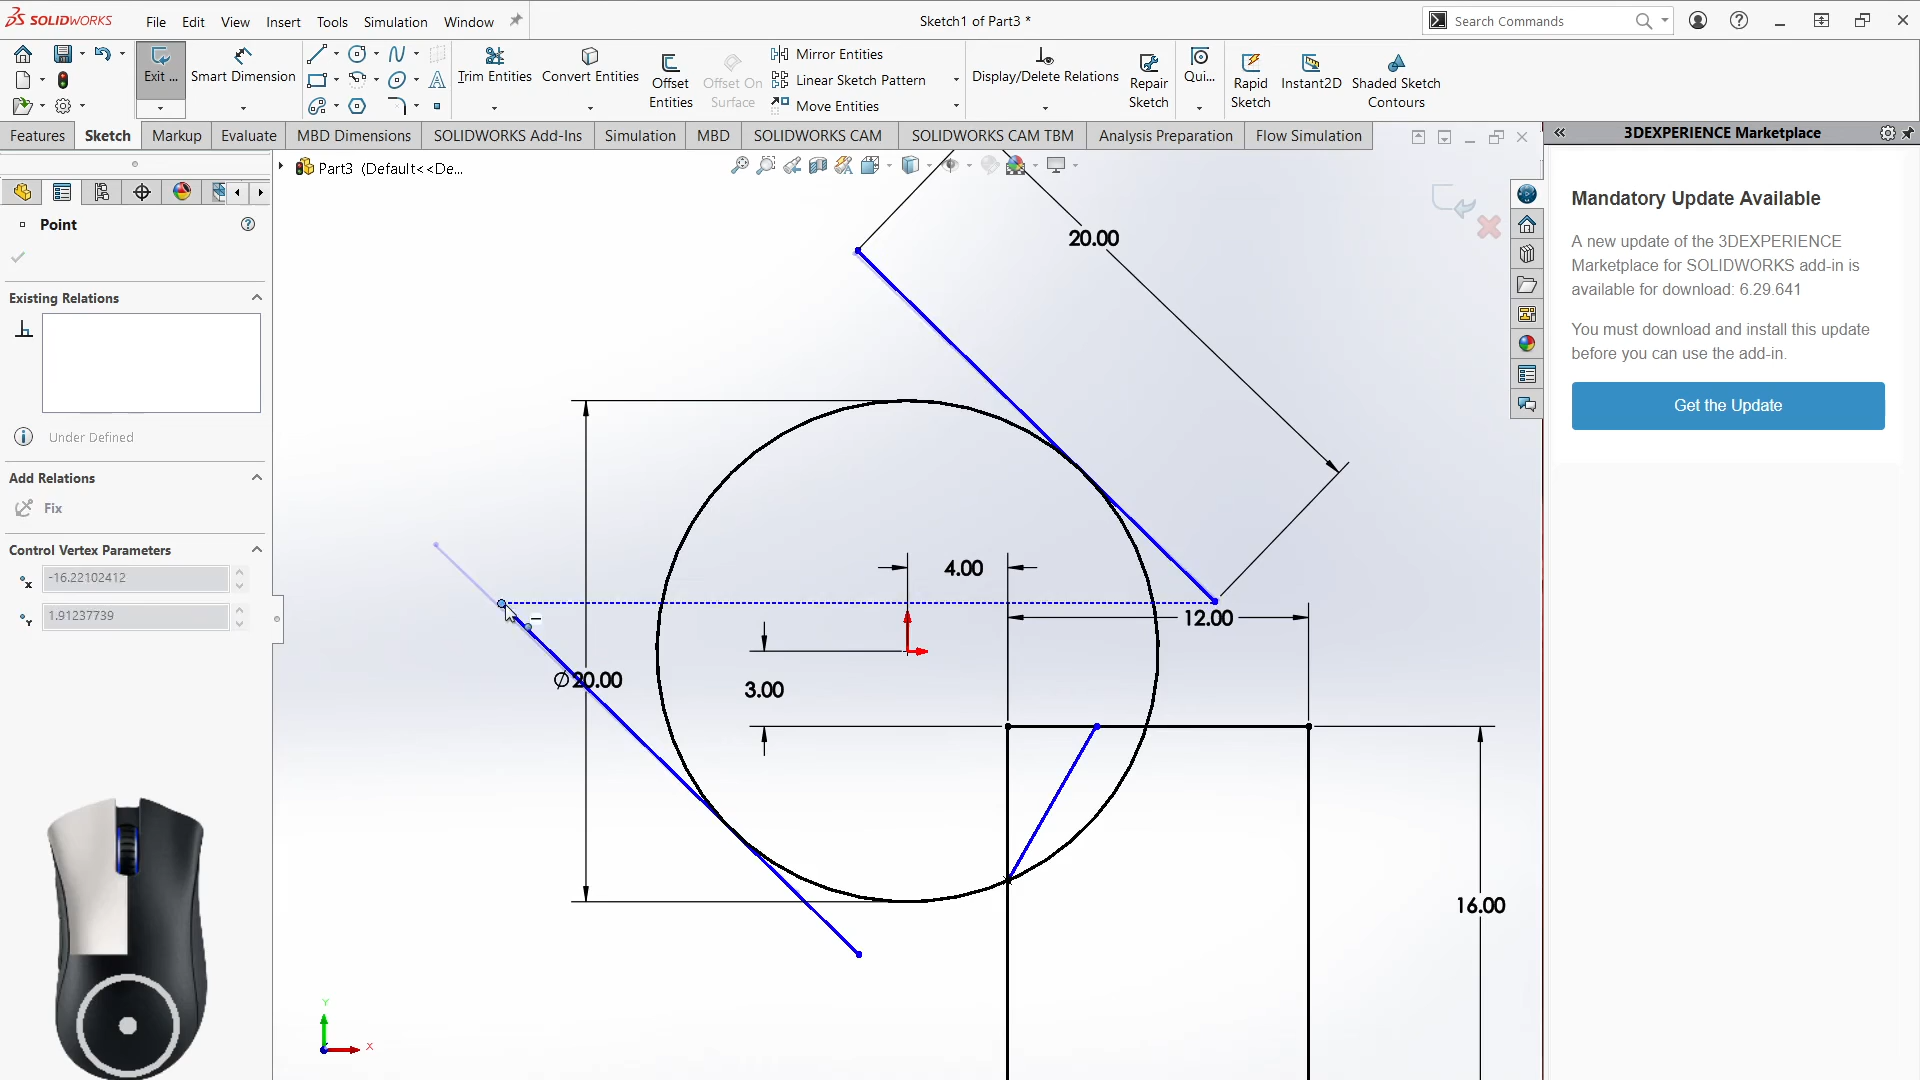 SOLIDWORKS
File Edit View Insert Tools Simulation Window
Sketch1 of Part3 *
Search Commands
Exit ...
Smart Dimension
Trim Entities
Convert Entities
Offset Entities
Offset On Surface
Mirror Entities
Linear Sketch Pattern
Move Entities
Display/Delete Relations
Repair Sketch
Qui...
Rapid Sketch
Instant2D
Shaded Sketch Contours
Features Sketch Markup Evaluate MBD Dimensions SOLIDWORKS Add-Ins Simulation MBD SOLIDWORKS CAM SOLIDWORKS CAM TBM Analysis Preparation Flow Simulation
3DEXPERIENCE Marketplace
Part3 (Default<<De...
Point
Existing Relations
Under Defined
Add Relations
Fix
Control Vertex Parameters
x -16.22102412
Y 1.91237739
20.00
4.00
12.00
∅20.00
3.00
16.00
Y
X
Mandatory Update Available
A new update of the 3DEXPERIENCE
Marketplace for SOLIDWORKS add-in is
available for download: 6.29.641
You must download and install this update
before you can use the add-in.
Get the Update